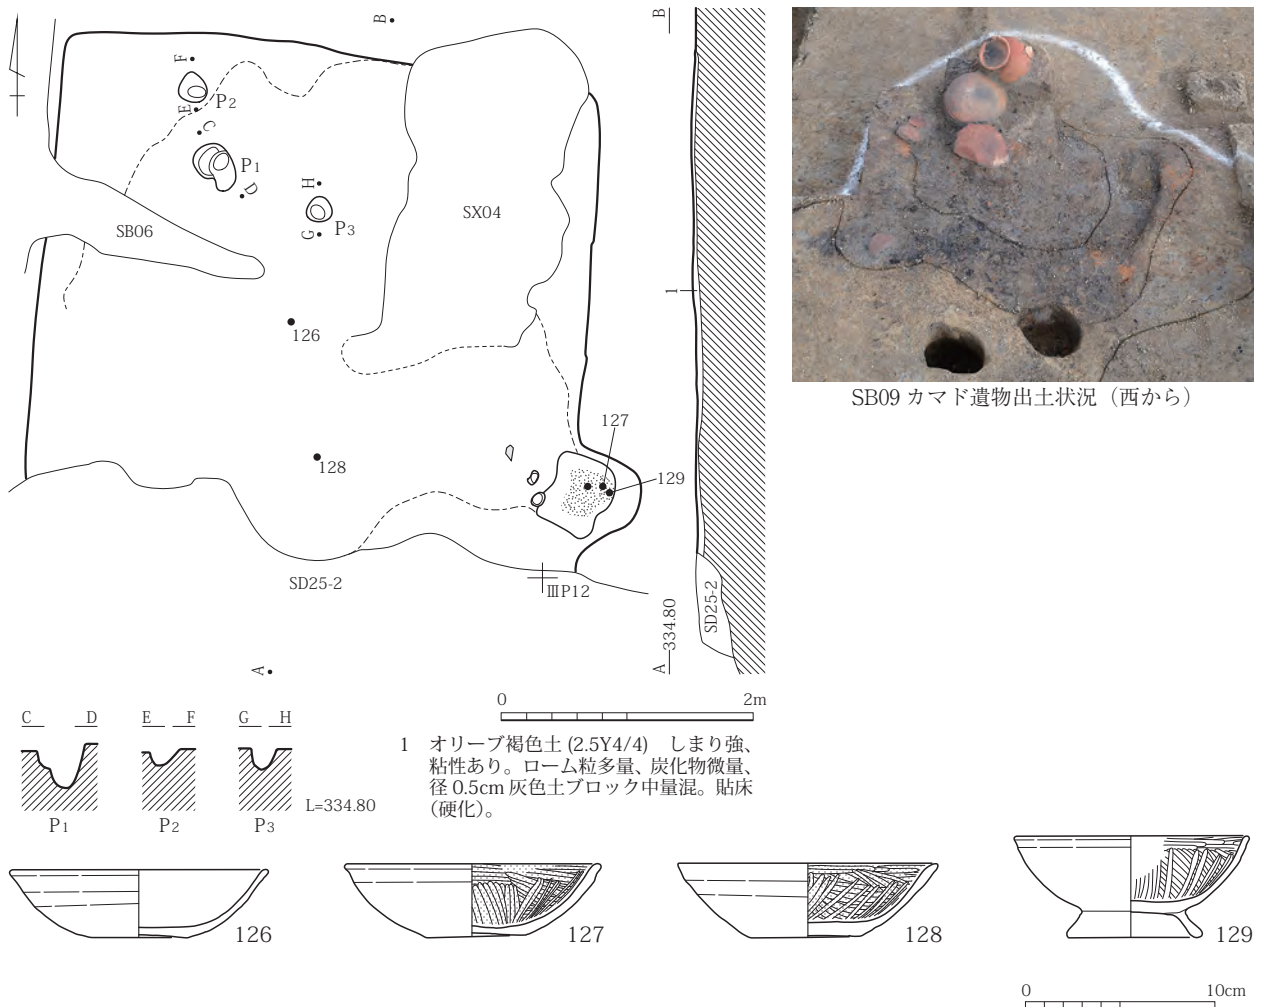 B
F
P2
E
C
P1
D
H
P3
G
SB06
SX04
126
128
127
129
SD25-2
ⅢP12
A
B
1
A 334.80
SD25-2
SB09 カマド遺物出土状況（西から）
0 2m
C D
E F
G H
P1
P2
P3
L=334.80
1 オリーブ褐色土 (2.5Y4/4) しまり強、
粘性あり。ローム粒多量、炭化物微量、
径 0.5cm 灰色土ブロック中量混。貼床
（硬化）。
126
127
128
129
0 10cm